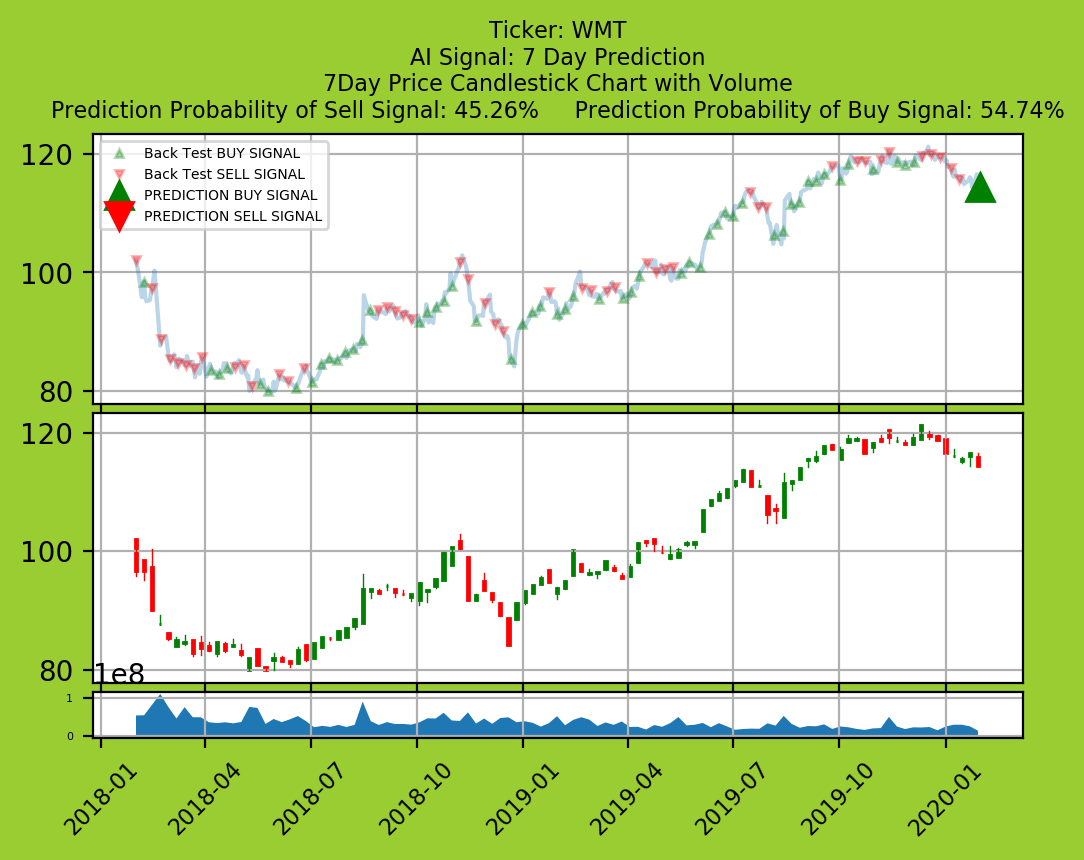 Ticker: WMT
AI Signal: 7 Day Prediction
7Day Price Candlestick Chart with Volume
Prediction Probability of Sell Signal: 45.26% Prediction Probability of Buy Signal: 54.74%
120
100
80
Back Test BUY SIGNAL
Back Test SELL SIGNAL
PREDICTION BUY SIGNAL
PREDICTION SELL SIGNAL
120
100
80
1e8
1
0
2018-01
2018-04
2018-07
2018-10
2019-01
2019-04
2019-07
2019-10
2020-01